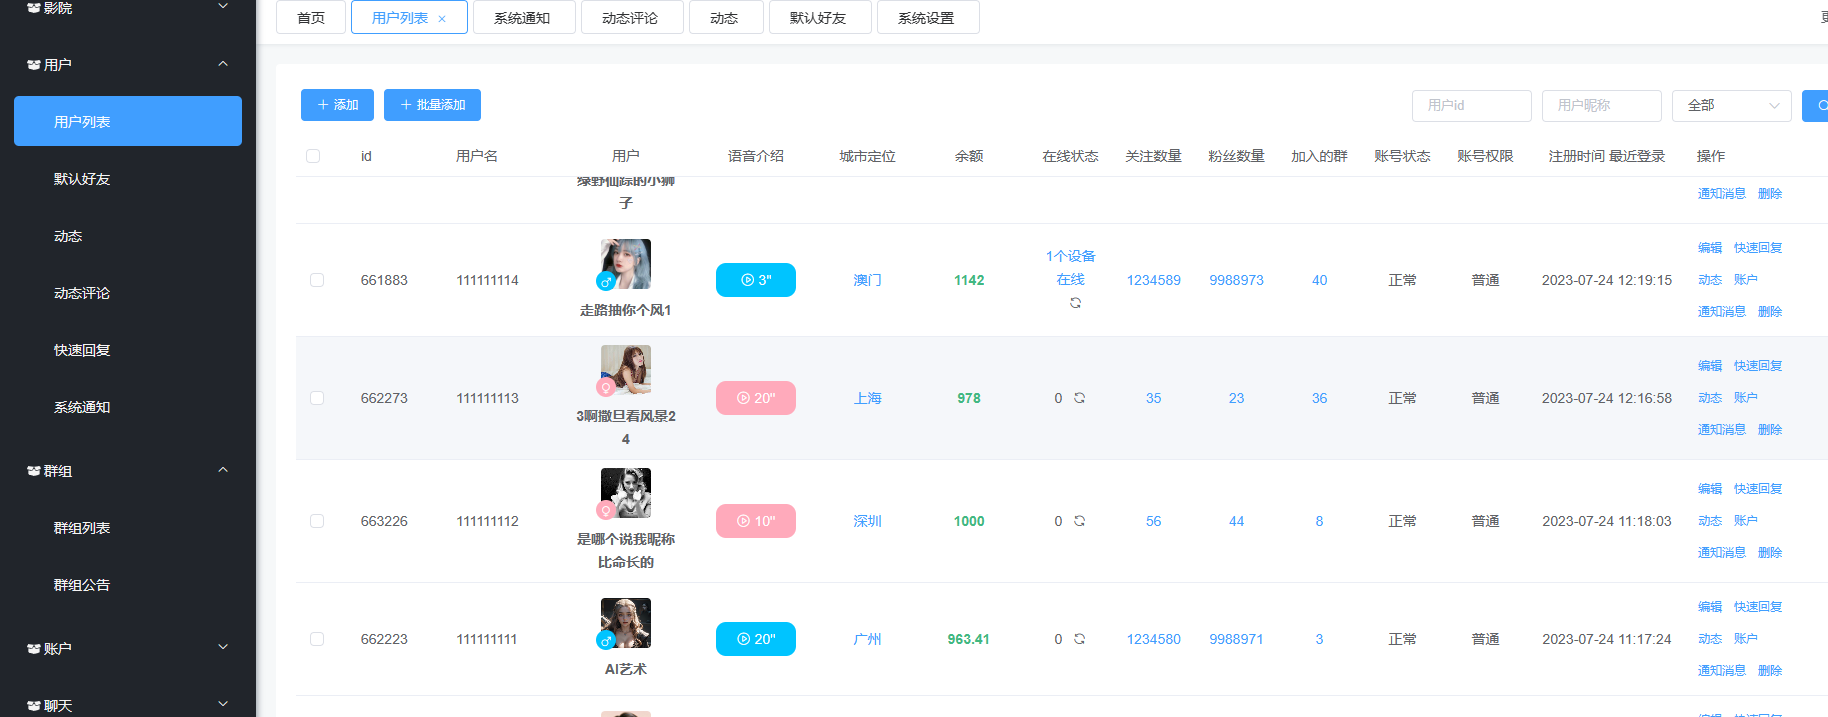 影院
用户
用户列表
默认好友
动态
动态评论
快速回复
系统通知
群组
群组列表
群组公告
账户
聊天
首页 用户列表 × 系统通知 动态评论 动态 默认好友 系统设置
+ 添加 + 批量添加 用户id 用户昵称 全部
id 用户名 用户 语音介绍 城市定位 余额 在线状态 关注数量 粉丝数量 加入的群 账号状态 账号权限 注册时间 最近登录 操作
绿野仙踪的小狮
子
通知消息 删除
661883 111111114 走路抽你个风1 3" 澳门 1142 1个设备
在线 1234589 9988973 40 正常 普通 2023-07-24 12:19:15
编辑 快速回复
动态 账户
通知消息 删除
662273 111111113 3啊撒旦看风景2
4 20" 上海 978 0 35 23 36 正常 普通 2023-07-24 12:16:58
编辑 快速回复
动态 账户
通知消息 删除
663226 111111112 是哪个说我昵称
比命长的 10" 深圳 1000 0 56 44 8 正常 普通 2023-07-24 11:18:03
编辑 快速回复
动态 账户
通知消息 删除
662223 111111111 AI艺术 20" 广州 963.41 0 1234580 9988971 3 正常 普通 2023-07-24 11:17:24
编辑 快速回复
动态 账户
通知消息 删除